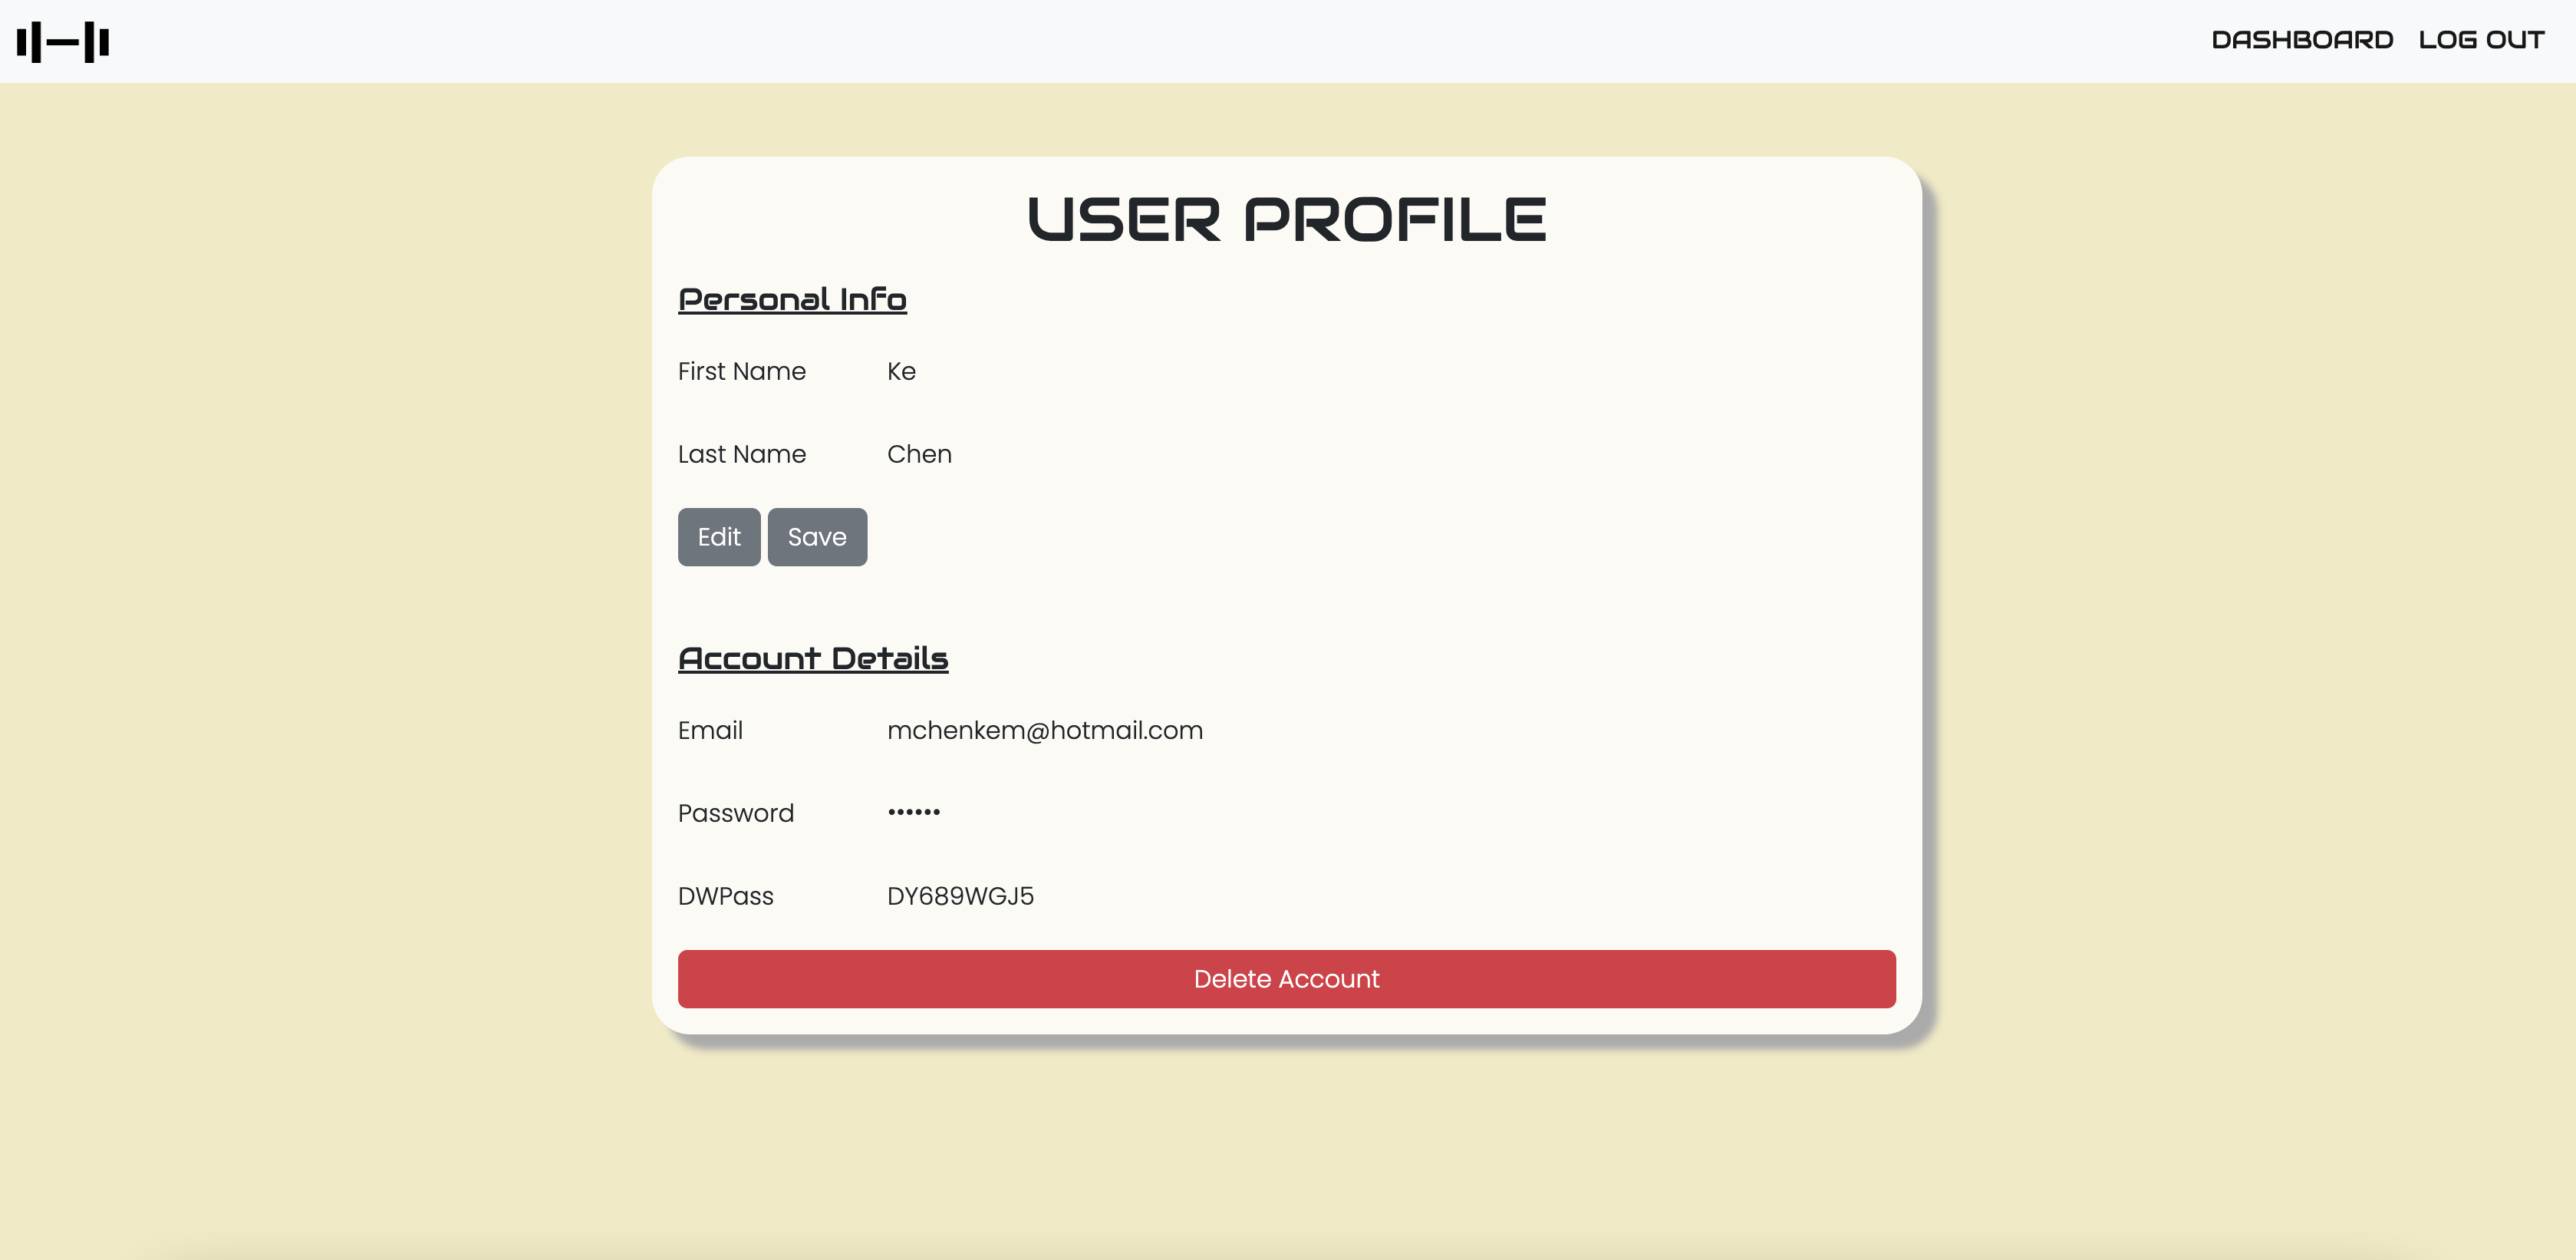 DASHBOARD LOG OUT
USER PROFILE
Personal Info
First Name Ke
Last Name Chen
Edit Save
Account Details
Email mchenkem@hotmail.com
Password ••••••
DWPass DY689WGJ5
Delete Account